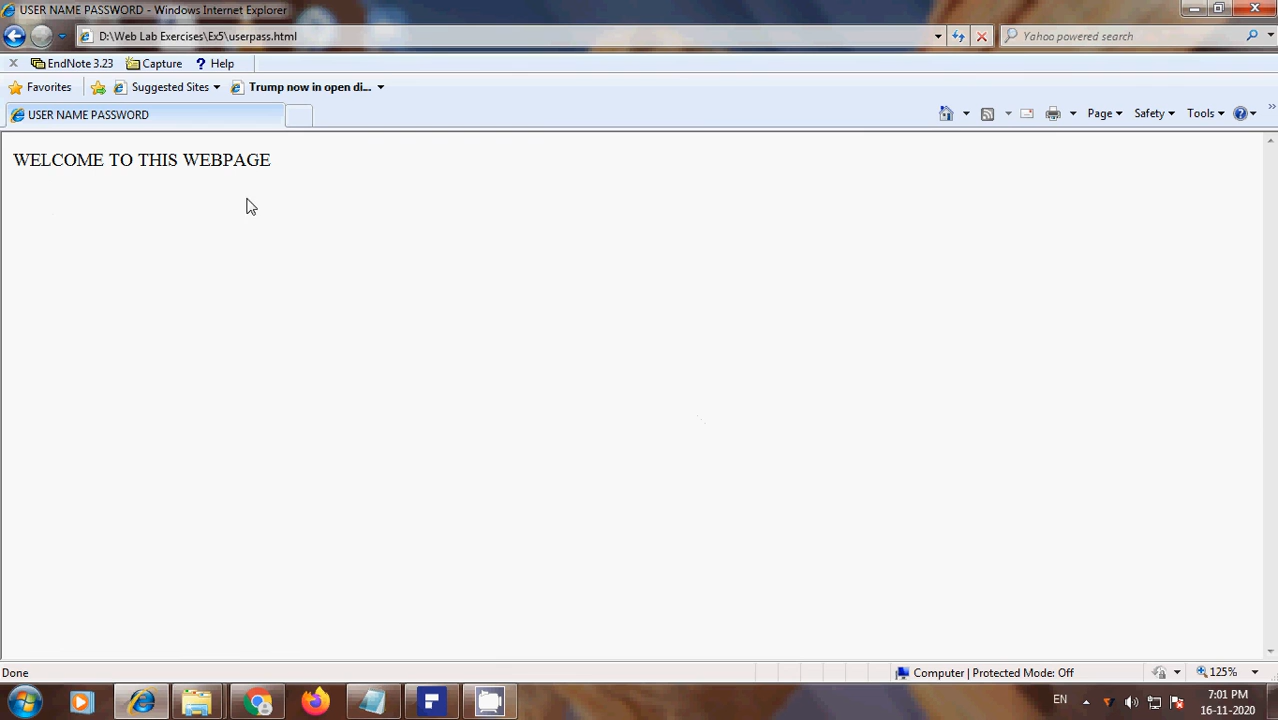 USER NAME PASSWORD - Windows Internet Explorer
D:\Web Lab Exercises\Ex5\userpass.html
Yahoo powered search
x EndNote 3.23 Capture ? Help
Favorites Suggested Sites Trump now in open di...
USER NAME PASSWORD
Page Safety Tools
WELCOME TO THIS WEBPAGE
Done
Computer | Protected Mode: Off
125%
EN
7:01 PM
16-11-2020